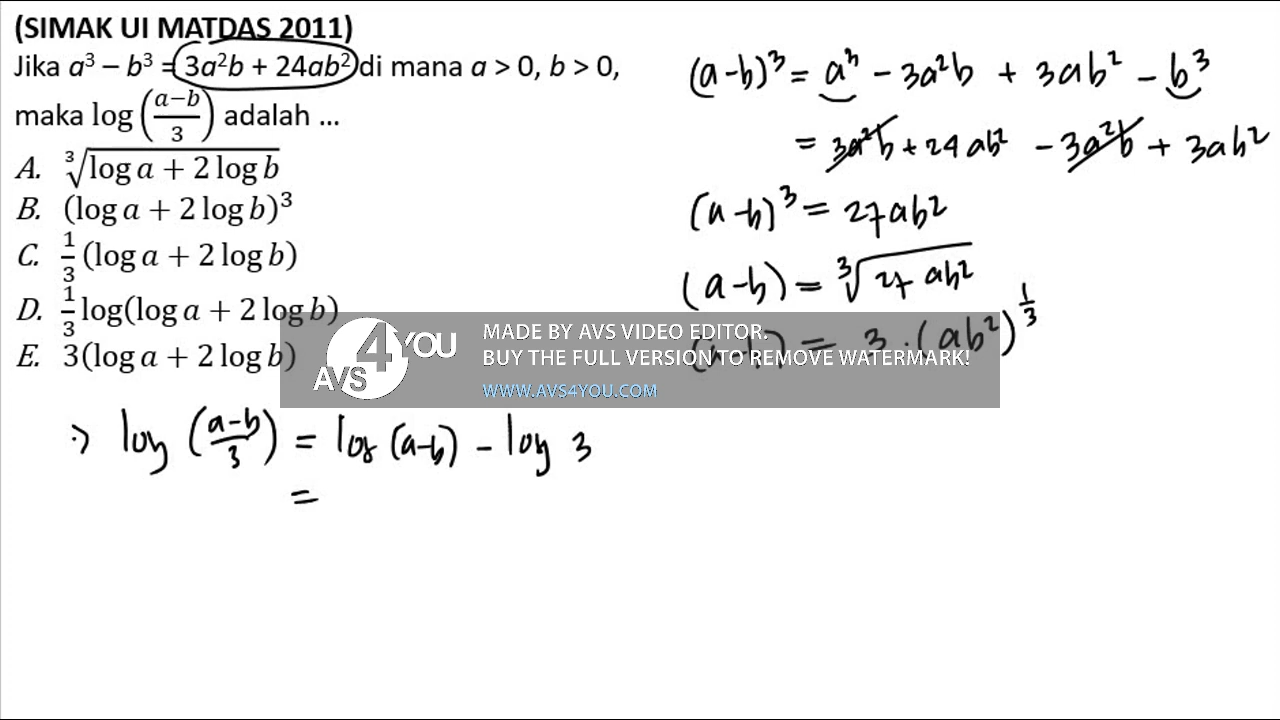 (SIMAK UI MATDAS 2011)
Jika a³ – b³ = 3a²b + 24ab² di mana a > 0, b > 0,
maka log ((a−b)/3) adalah ...
A. ∛(log a + 2 log b)
B. (log a + 2 log b)³
C. 1/3 (log a + 2 log b)
D. 1/3 log(log a + 2 log b)
E. 3(log a + 2 log b)
(a-b)³ = a³ - 3a²b + 3ab² - b³
= 3a²b + 24ab² - 3a²b + 3ab²
(a-b)³ = 27ab²
(a-b) = ∛(27 ab²)
(a-b) = 3 . (ab²)^(1/3)
AVS4YOU
MADE BY AVS VIDEO EDITOR.
BUY THE FULL VERSION TO REMOVE WATERMARK!
WWW.AVS4YOU.COM
:) log ((a-b)/3) = log (a-b) - log 3
=